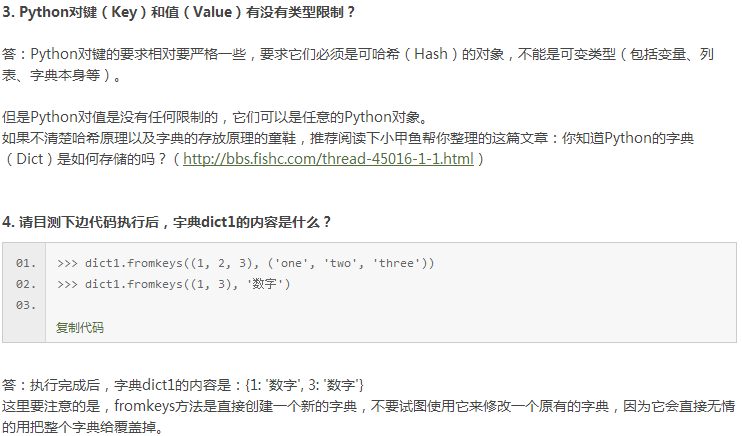 3. Python对键（Key）和值（Value）有没有类型限制？
答：Python对键的要求相对要严格一些，要求它们必须是可哈希（Hash）的对象，不能是可变类型（包括变量、列
表、字典本身等）。
但是Python对值是没有任何限制的，它们可以是任意的Python对象。
如果不清楚哈希原理以及字典的存放原理的童鞋，推荐阅读下小甲鱼帮你整理的这篇文章：你知道Python的字典
（Dict）是如何存储的吗？（http://bbs.fishc.com/thread-45016-1-1.html）
4. 请目测下边代码执行后，字典dict1的内容是什么？
01. >>> dict1.fromkeys((1, 2, 3), ('one', 'two', 'three'))
02. >>> dict1.fromkeys((1, 3), '数字')
03.
复制代码
答：执行完成后，字典dict1的内容是：{1: '数字', 3: '数字'}
这里要注意的是，fromkeys方法是直接创建一个新的字典，不要试图使用它来修改一个原有的字典，因为它会直接无情
的用把整个字典给覆盖掉。